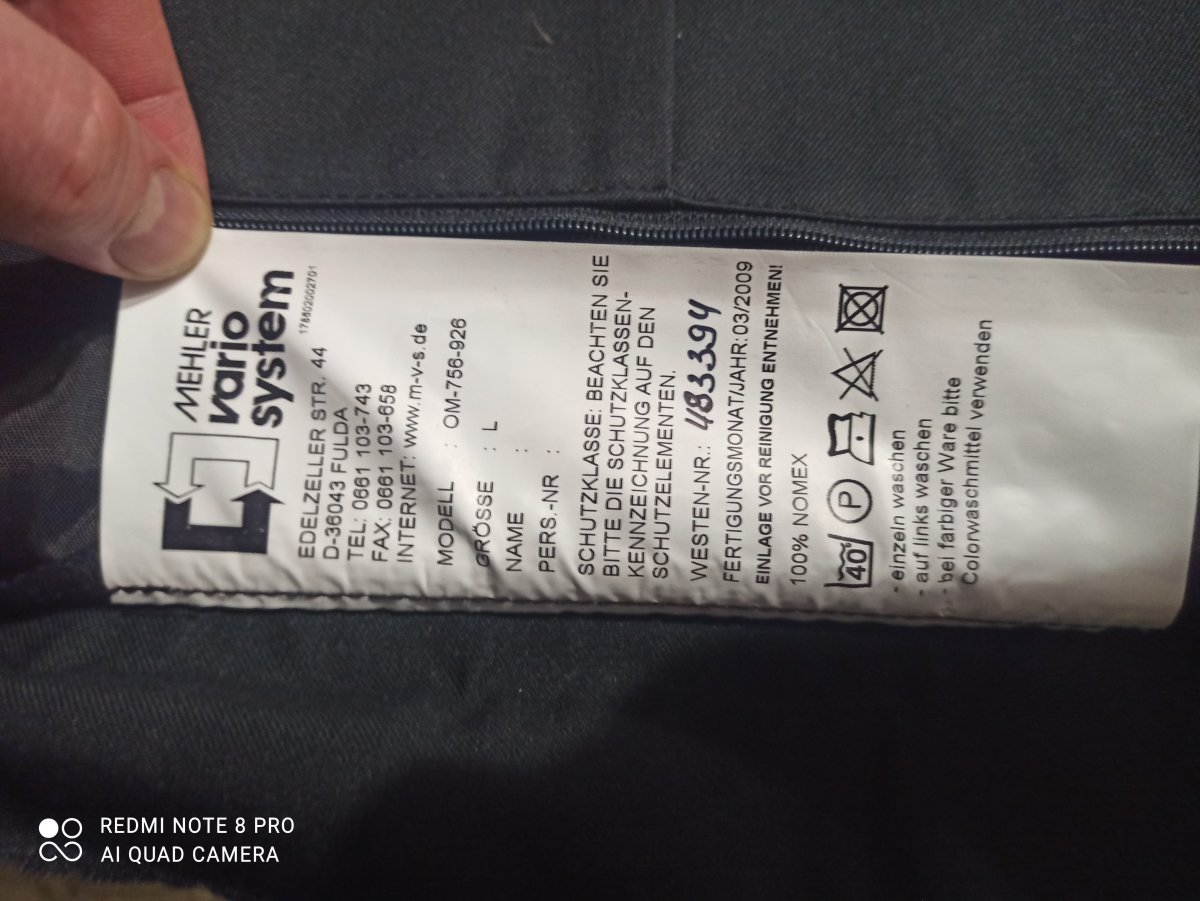 MEHLER
vario
system
178802002701
EDELZELLER STR. 44
D-36043 FULDA
TEL: 0661 103-743
FAX: 0661 103-658
INTERNET: www.m-v-s.de
MODELL : OM-756-926
GRÖSSE : L
NAME :
PERS.-NR :
SCHUTZKLASSE: BEACHTEN SIE
BITTE DIE SCHUTZKLASSEN-
KENNZEICHNUNG AUF DEN
SCHUTZELEMENTEN.
WESTEN-NR.: 483394
FERTIGUNGSMONAT/JAHR: 03/2009
EINLAGE VOR REINIGUNG ENTNEHMEN!
100% NOMEX
40 P
- einzeln waschen
- auf links waschen
- bei farbiger Ware bitte
Colorwaschmittel verwenden
REDMI NOTE 8 PRO
AI QUAD CAMERA